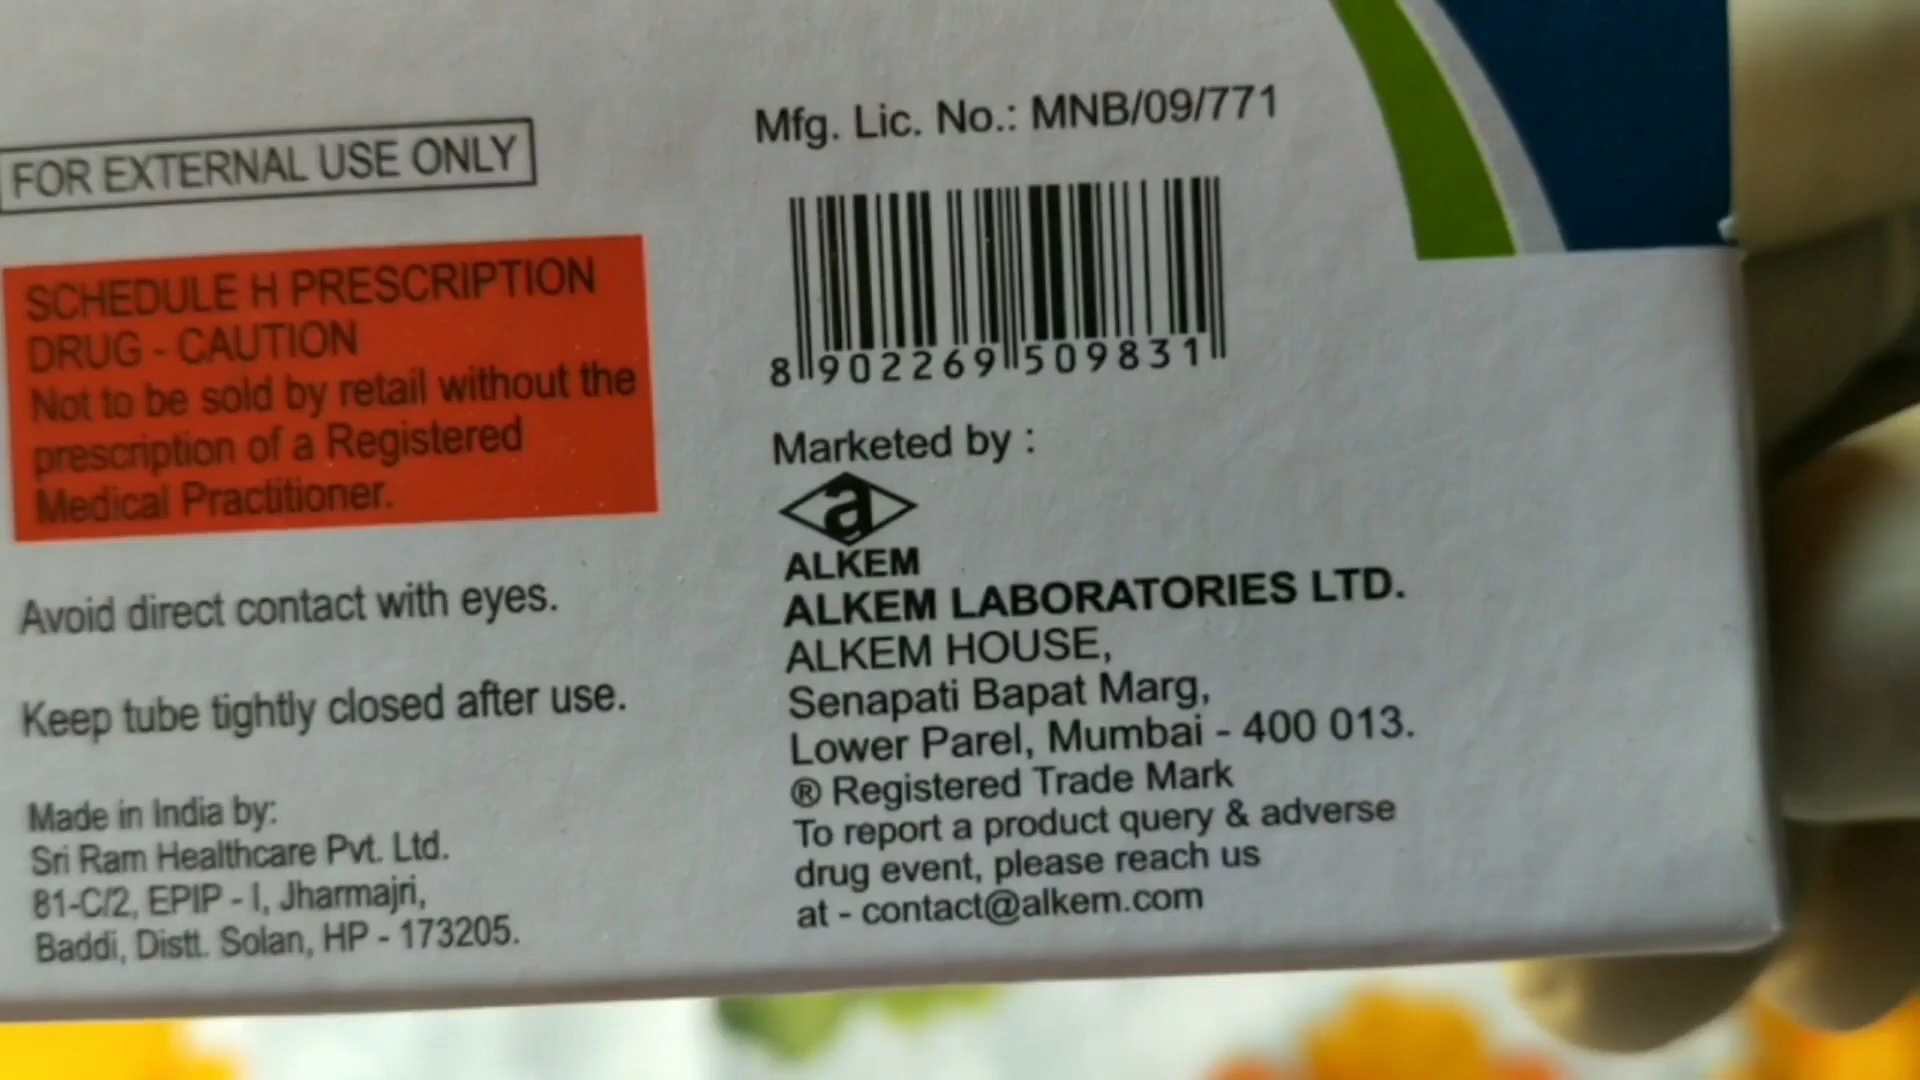 FOR EXTERNAL USE ONLY
SCHEDULE H PRESCRIPTION
DRUG - CAUTION
Not to be sold by retail without the
prescription of a Registered
Medical Practitioner.
Avoid direct contact with eyes.
Keep tube tightly closed after use.
Made in India by:
Sri Ram Healthcare Pvt. Ltd.
81-C/2, EPIP - I, Jharmajri,
Baddi, Distt. Solan, HP - 173205.
Mfg. Lic. No.: MNB/09/771
8 902269 509831
Marketed by :
a
ALKEM
ALKEM LABORATORIES LTD.
ALKEM HOUSE,
Senapati Bapat Marg,
Lower Parel, Mumbai - 400 013.
® Registered Trade Mark
To report a product query & adverse
drug event, please reach us
at - contact@alkem.com